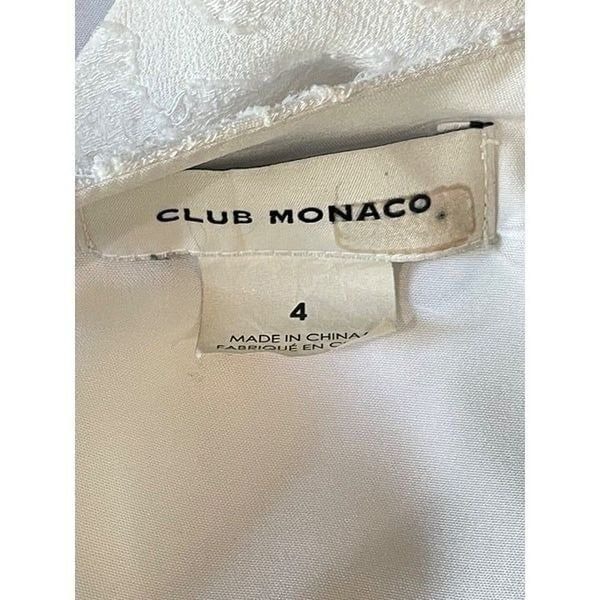 CLUB MONACO
4
MADE IN CHINA/
FABRIQUÉ EN